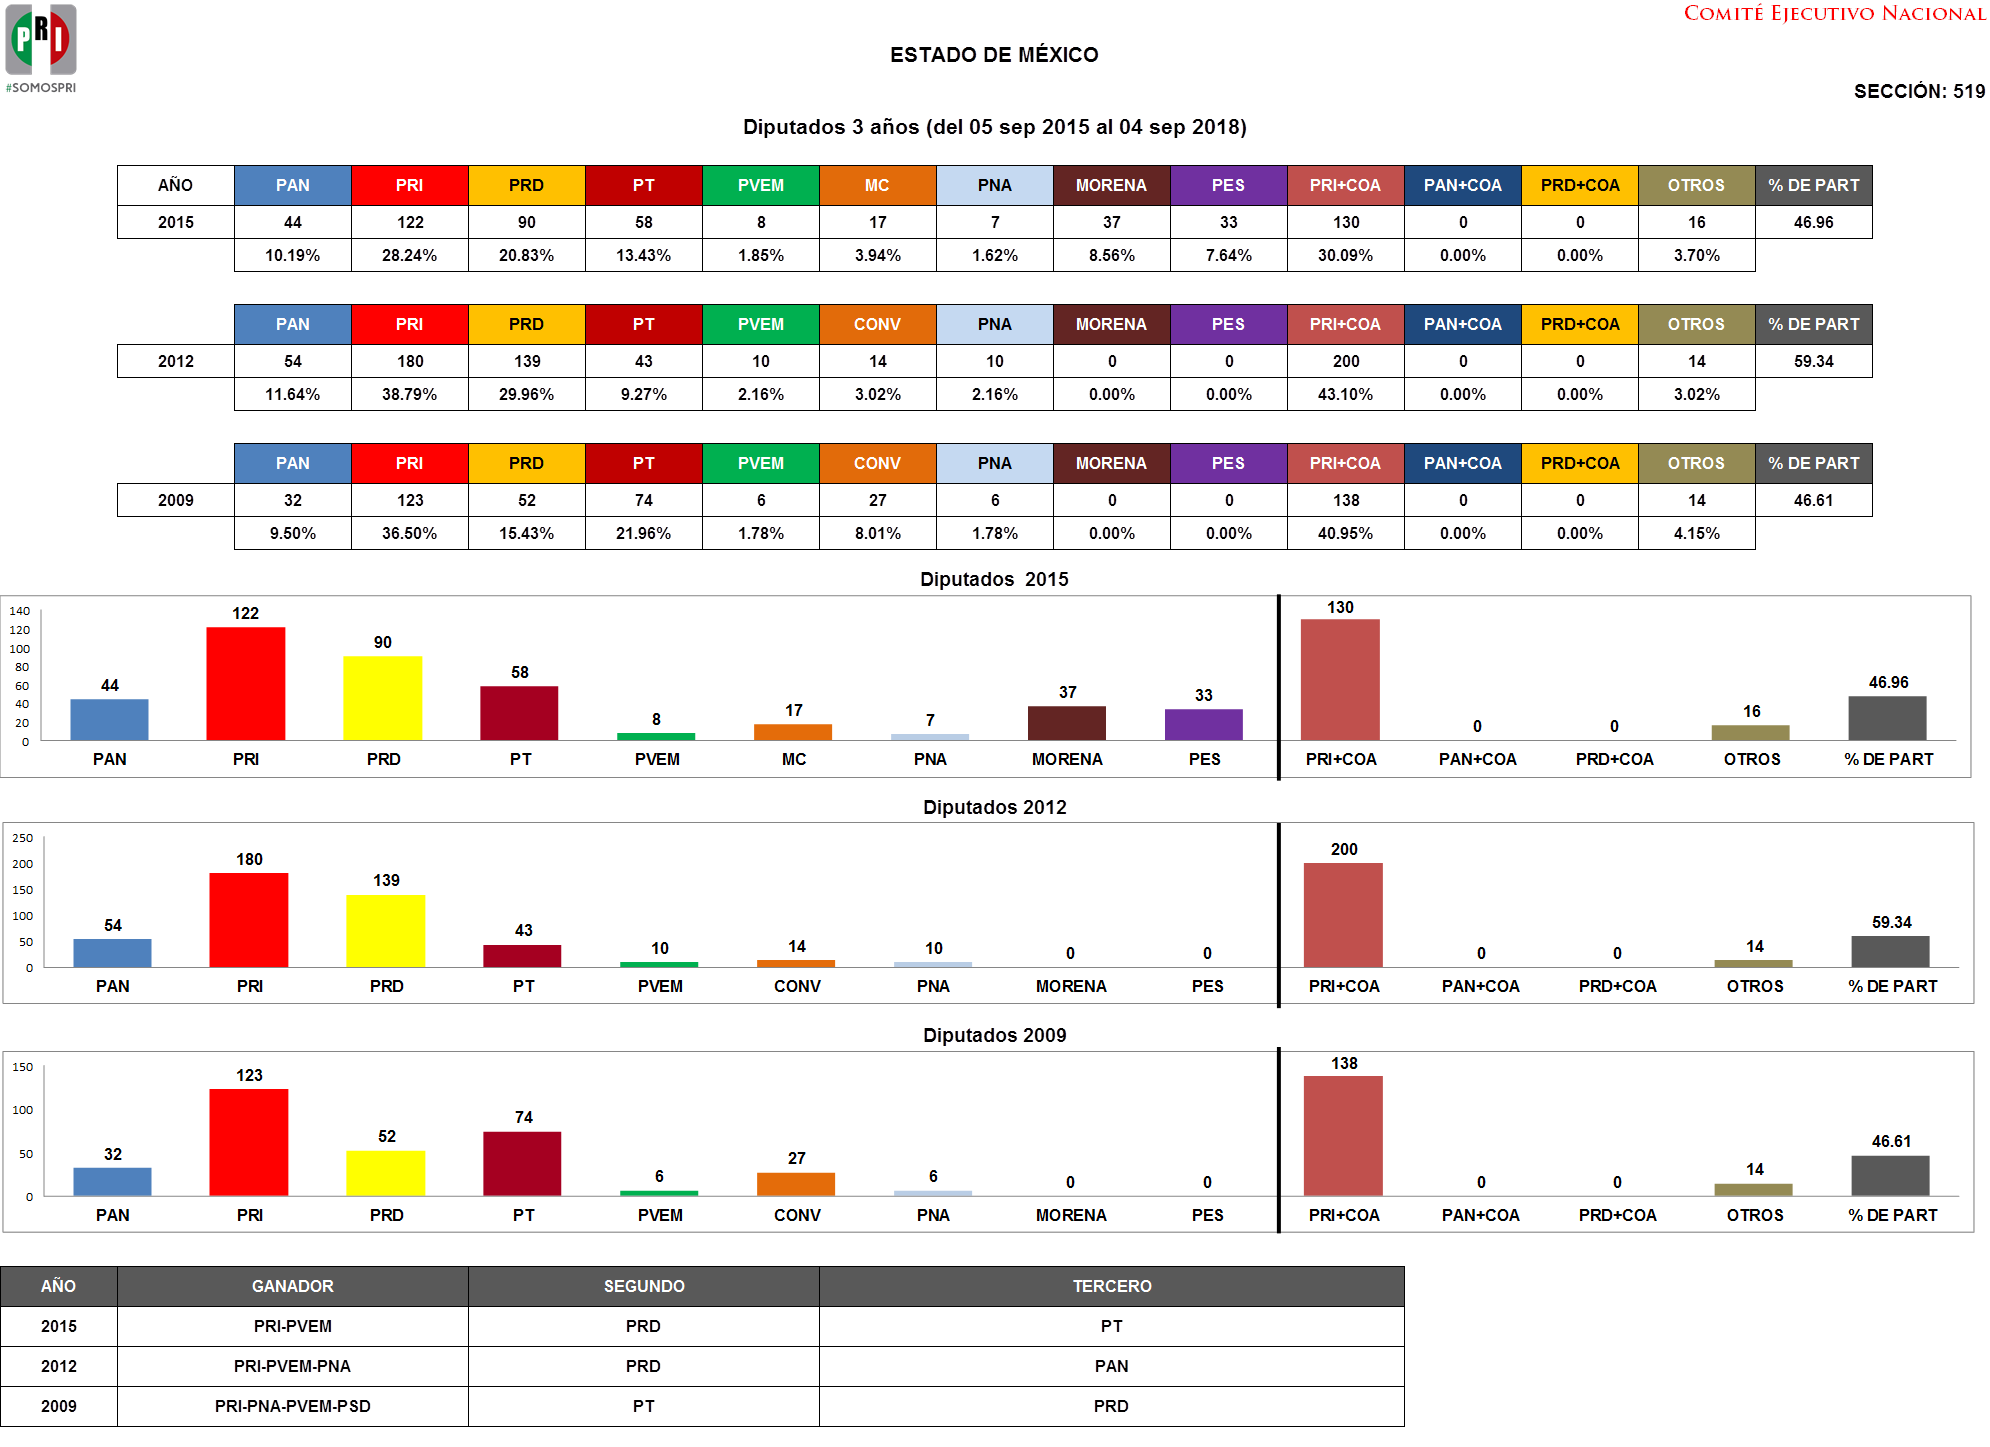 PRI
#SOMOSPRI
COMITÉ EJECUTIVO NACIONAL
ESTADO DE MÉXICO
SECCIÓN: 519
Diputados 3 años (del 05 sep 2015 al 04 sep 2018)
AÑO PAN PRI PRD PT PVEM MC PNA MORENA PES PRI+COA PAN+COA PRD+COA OTROS % DE PART
2015 44 122 90 58 8 17 7 37 33 130 0 0 16 46.96
10.19% 28.24% 20.83% 13.43% 1.85% 3.94% 1.62% 8.56% 7.64% 30.09% 0.00% 0.00% 3.70%
PAN PRI PRD PT PVEM CONV PNA MORENA PES PRI+COA PAN+COA PRD+COA OTROS % DE PART
2012 54 180 139 43 10 14 10 0 0 200 0 0 14 59.34
11.64% 38.79% 29.96% 9.27% 2.16% 3.02% 2.16% 0.00% 0.00% 43.10% 0.00% 0.00% 3.02%
PAN PRI PRD PT PVEM CONV PNA MORENA PES PRI+COA PAN+COA PRD+COA OTROS % DE PART
2009 32 123 52 74 6 27 6 0 0 138 0 0 14 46.61
9.50% 36.50% 15.43% 21.96% 1.78% 8.01% 1.78% 0.00% 0.00% 40.95% 0.00% 0.00% 4.15%
Diputados 2015
140
120
100
80
60
40
20
0
44 122 90 58 8 17 7 37 33 130 0 0 16 46.96
PAN PRI PRD PT PVEM MC PNA MORENA PES PRI+COA PAN+COA PRD+COA OTROS % DE PART
Diputados 2012
250
200
150
100
50
0
54 180 139 43 10 14 10 0 0 200 0 0 14 59.34
PAN PRI PRD PT PVEM CONV PNA MORENA PES PRI+COA PAN+COA PRD+COA OTROS % DE PART
Diputados 2009
150
100
50
0
32 123 52 74 6 27 6 0 0 138 0 0 14 46.61
PAN PRI PRD PT PVEM CONV PNA MORENA PES PRI+COA PAN+COA PRD+COA OTROS % DE PART
AÑO GANADOR SEGUNDO TERCERO
2015 PRI-PVEM PRD PT
2012 PRI-PVEM-PNA PRD PAN
2009 PRI-PNA-PVEM-PSD PT PRD